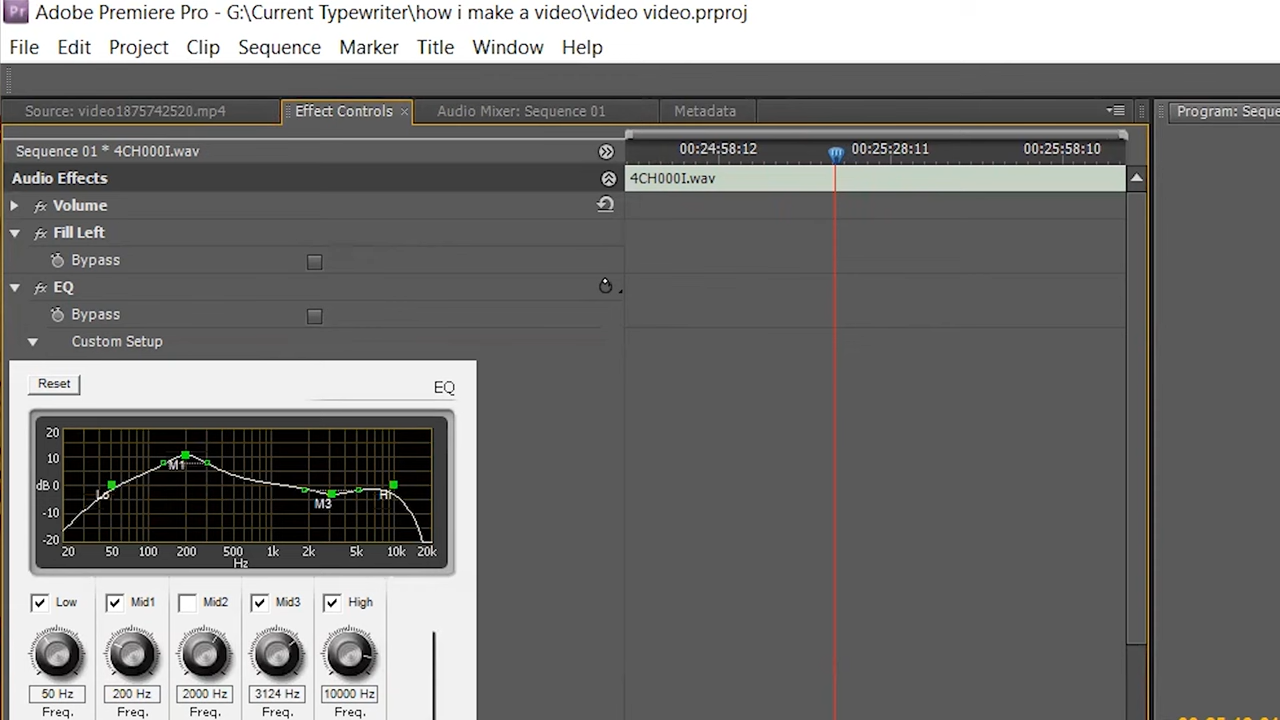 Pr Adobe Premiere Pro - G:\Current Typewriter\how i make a video\video video.prproj
File Edit Project Clip Sequence Marker Title Window Help
Source: video1875742520.mp4 Effect Controls × Audio Mixer: Sequence 01 Metadata Program: Seque
Sequence 01 * 4CH000I.wav 00:24:58:12 00:25:28:11 00:25:58:10
Audio Effects 4CH000I.wav
fx Volume
fx Fill Left
Bypass
fx EQ
Bypass
Custom Setup
Reset EQ
20
10
dB 0
-10
-20
Lo M1 M3 Hi
20 50 100 200 500 1k 2k 5k 10k 20k
Hz
Low Mid1 Mid2 Mid3 High
50 Hz 200 Hz 2000 Hz 3124 Hz 10000 Hz
Freq. Freq. Freq. Freq. Freq.